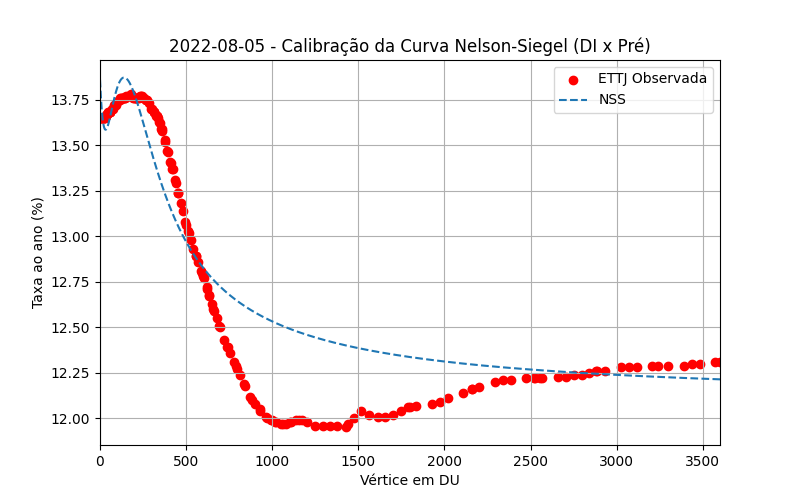 2022-08-05 - Calibração da Curva Nelson-Siegel (DI x Pré)
ETTJ Observada
NSS
Taxa ao ano (%)
13.75
13.50
13.25
13.00
12.75
12.50
12.25
12.00
0 500 1000 1500 2000 2500 3000 3500
Vértice em DU